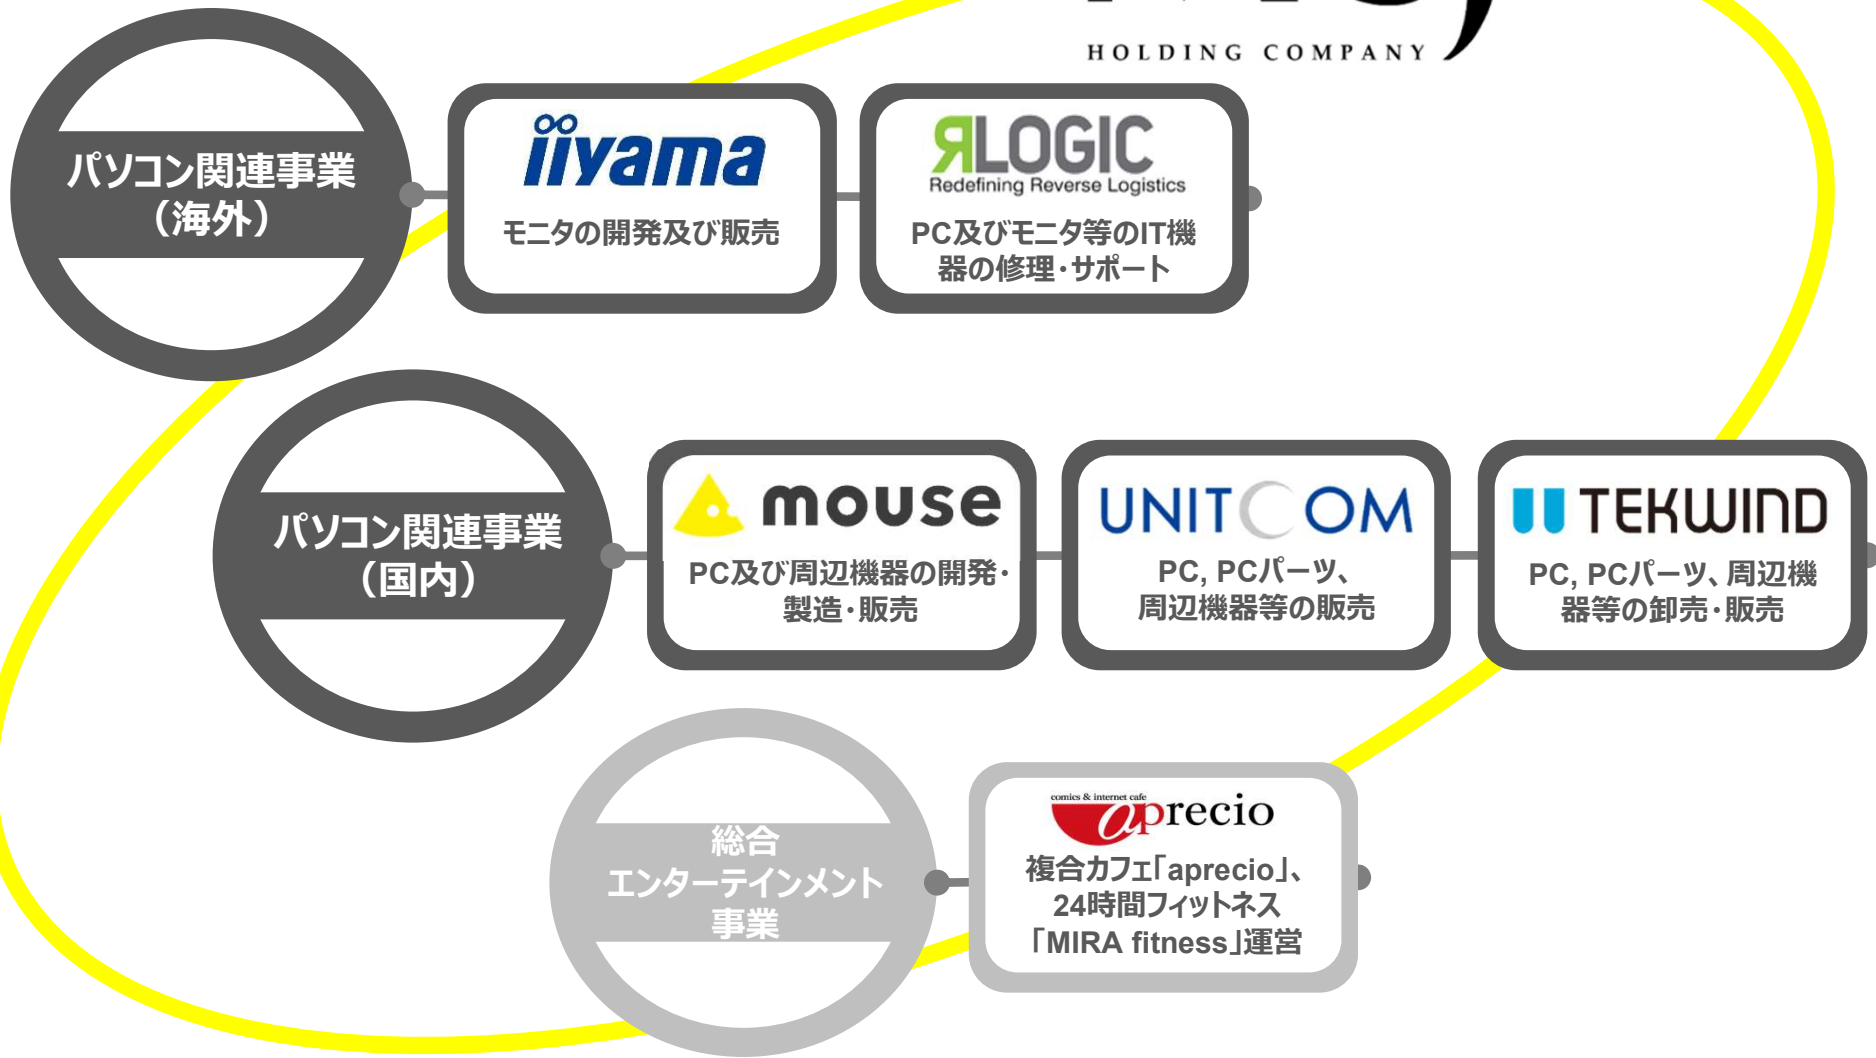 HOLDING COMPANY
パソコン関連事業
（海外）
iiyama
モニタの開発及び販売
RLOGIC
Redefining Reverse Logistics
PC及びモニタ等のIT機
器の修理・サポート
パソコン関連事業
（国内）
mouse
PC及び周辺機器の開発・
製造・販売
UNITCOM
PC, PCパーツ、
周辺機器等の販売
TEKWIND
PC, PCパーツ、周辺機
器等の卸売・販売
総合
エンターテインメント
事業
comics & internet cafe
aprecio
複合カフェ「aprecio」、
24時間フィットネス
「MIRA fitness」運営